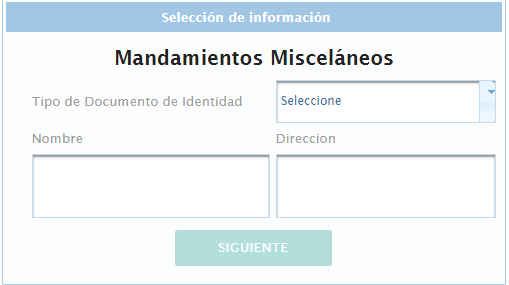 Selección de información
Mandamientos Misceláneos
Tipo de Documento de Identidad
Seleccione
Nombre
Direccion
SIGUIENTE